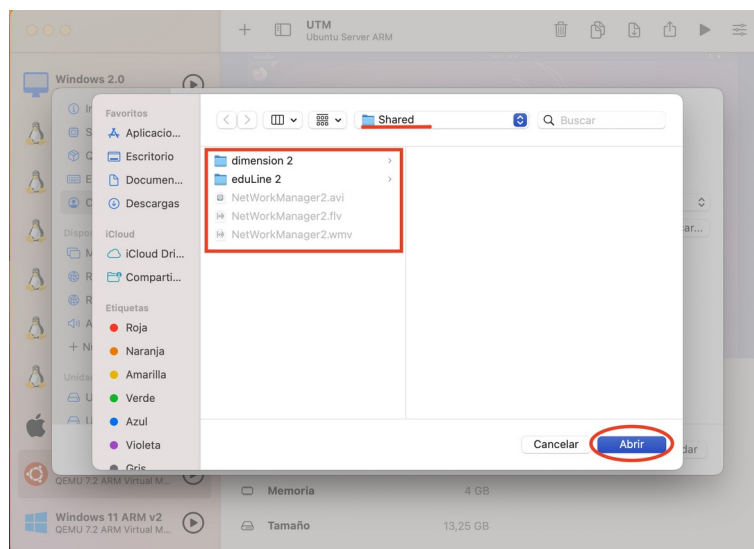 UTM
Ubuntu Server ARM
Windows 2.0
Favoritos
Aplicacio...
Escritorio
Documen...
Descargas
iCloud
iCloud Dri...
Comparti...
Etiquetas
Roja
Naranja
Amarilla
Verde
Azul
Violeta
Gris
Shared
Buscar
dimension 2
eduLine 2
NetWorkManager2.avi
NetWorkManager2.flv
NetWorkManager2.wmv
Cancelar
Abrir
QEMU 7.2 ARM Virtual M...
Windows 11 ARM v2
QEMU 7.2 ARM Virtual M...
Memoria
4 GB
Tamaño
13,25 GB